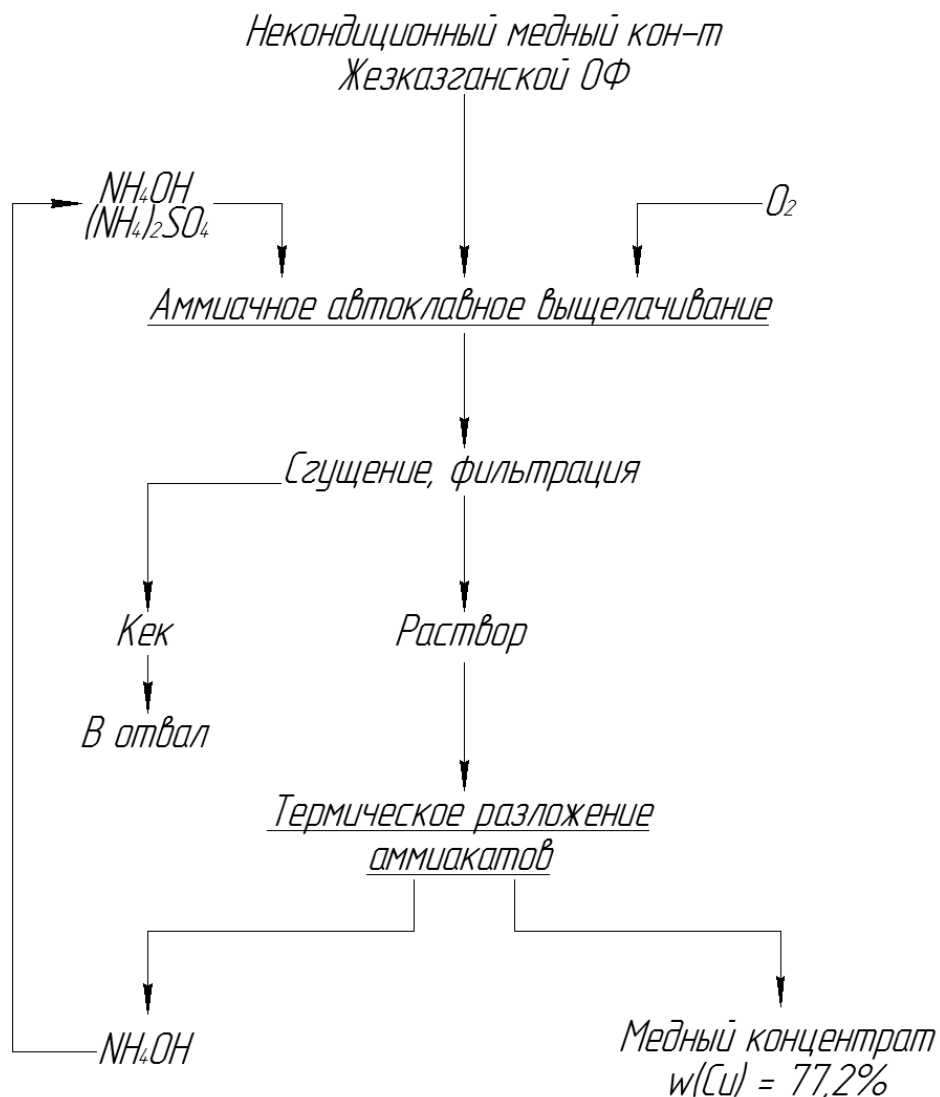 Некондиционный медный кон-т
Жезказганской ОФ
NH₄OH
(NH₄)₂SO₄
O₂
Аммиачное автоклавное выщелачивание
Сгущение, фильтрация
Кек
Раствор
В отвал
Термическое разложение
аммиакатов
NH₄OH
Медный концентрат
w(Cu) = 77,2%